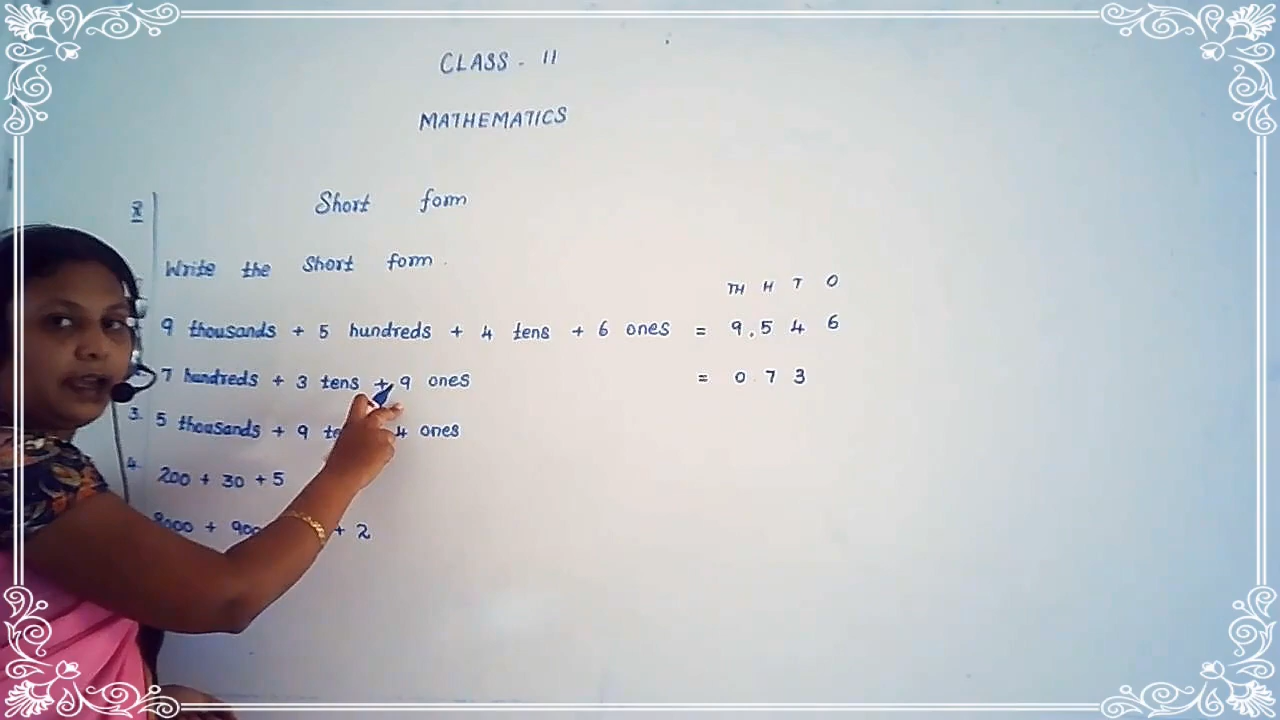 CLASS - II
MATHEMATICS
Short form
Write the Short form.
TH H T O
9 thousands + 5 hundreds + 4 tens + 6 ones = 9,5 4 6
7 hundreds + 3 tens + 9 ones = 0 7 3
3. 5 thousands + 9 4 ones
4. 200 + 30 + 5
+ 2